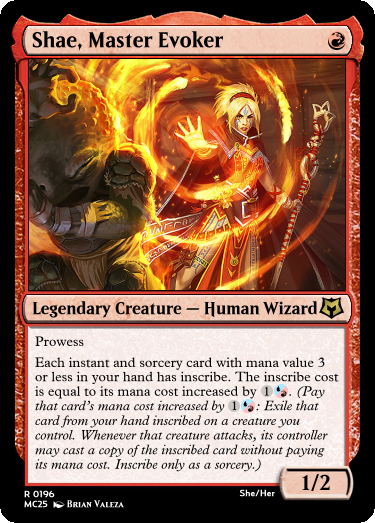 Shae, Master Evoker
Legendary Creature — Human Wizard
Prowess
Each instant and sorcery card with mana value 3
or less in your hand has inscribe. The inscribe cost
is equal to its mana cost increased by 1. (Pay
that card's mana cost increased by 1: Exile that
card from your hand inscribed on a creature you
control. Whenever that creature attacks, its controller
may cast a copy of the inscribed card without paying
its mana cost. Inscribe only as a sorcery.)
1/2
R 0196
She/Her
MC25 BRIAN VALEZA